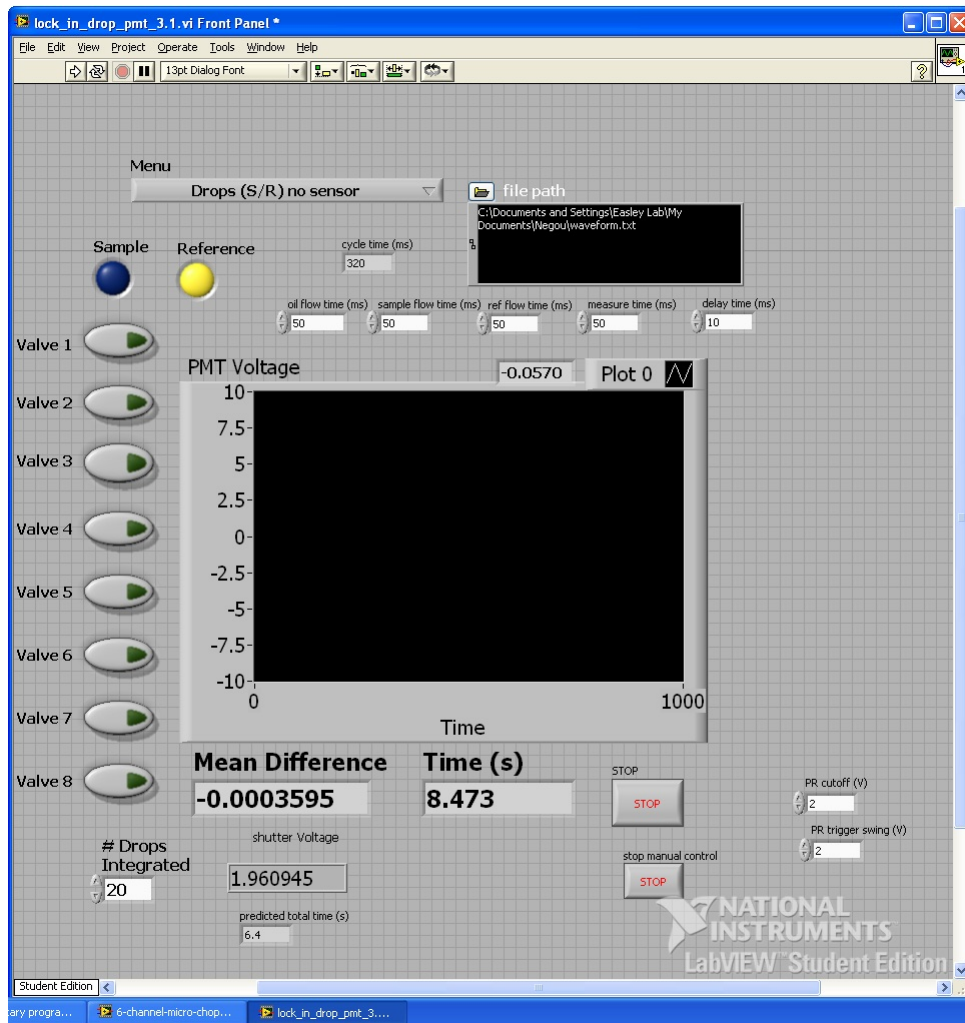 lock_in_drop_pmt_3.1.vi Front Panel *
File Edit View Project Operate Tools Window Help
13pt Dialog Font
?
1
Menu
Drops (S/R) no sensor
file path
C:\Documents and Settings\Easley Lab\My
Documents\Negou\waveform.txt
Sample
Reference
cycle time (ms)
320
oil flow time (ms) sample flow time (ms) ref flow time (ms) measure time (ms) delay time (ms)
50 50 50 50 10
Valve 1
Valve 2
Valve 3
Valve 4
Valve 5
Valve 6
Valve 7
Valve 8
PMT Voltage
-0.0570
Plot 0
10
7.5
5
2.5
0
-2.5
-5
-7.5
-10
0 1000
Time
Mean Difference
-0.0003595
Time (s)
8.473
STOP
STOP
PR cutoff (V)
2
PR trigger swing (V)
2
# Drops
Integrated
20
shutter Voltage
1.960945
stop manual control
STOP
predicted total time (s)
6.4
NATIONAL
INSTRUMENTS
LabVIEW™ Student Edition
Student Edition
tary progra... 6-channel-micro-chop... lock_in_drop_pmt_3....